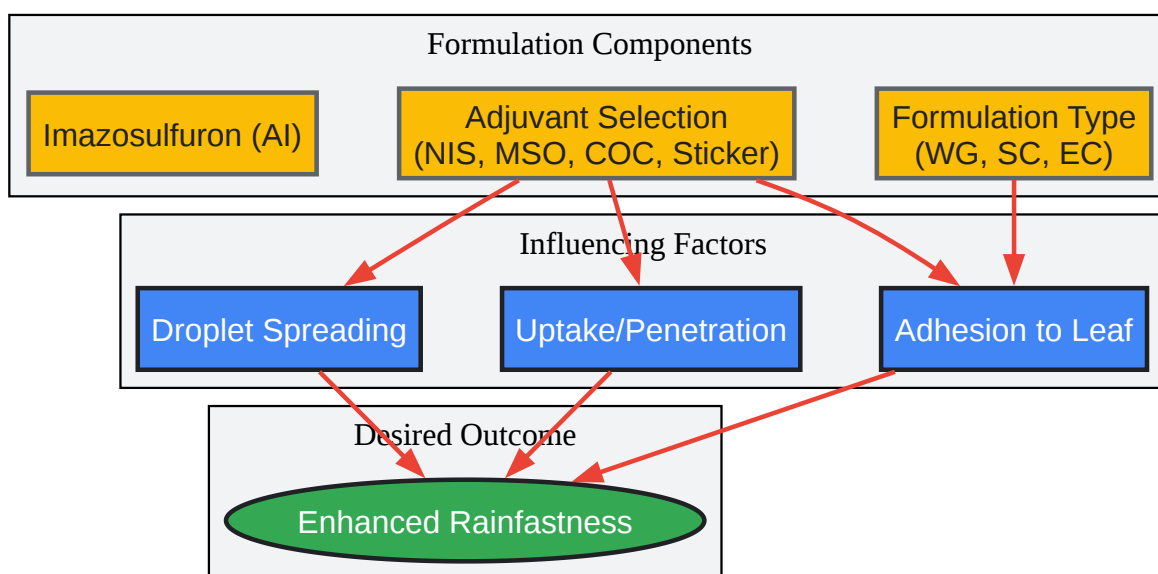 Formulation Components
Imazosulfuron (AI)
Adjuvant Selection
(NIS, MSO, COC, Sticker)
Formulation Type
(WG, SC, EC)
Influencing Factors
Droplet Spreading
Uptake/Penetration
Adhesion to Leaf
Desired Outcome
Enhanced Rainfastness